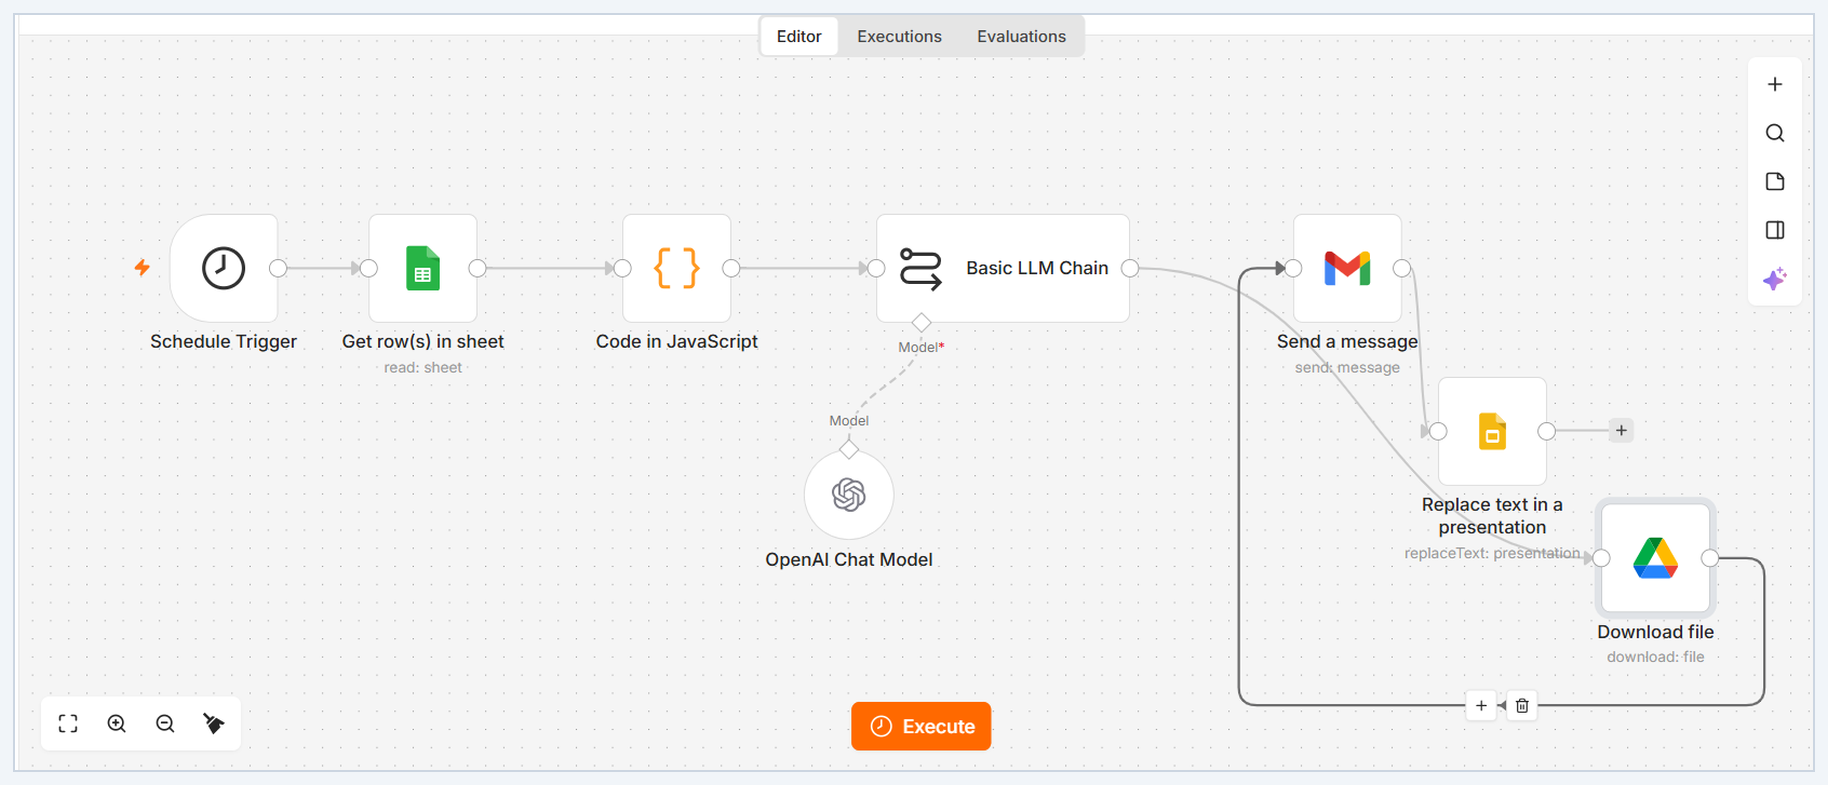 Editor
Executions
Evaluations
Basic LLM Chain
Schedule Trigger
Get row(s) in sheet
read: sheet
Code in JavaScript
Model*
Model
OpenAI Chat Model
Send a message
send: message
Replace text in a
presentation
replaceText: presentation
Download file
download: file
Execute